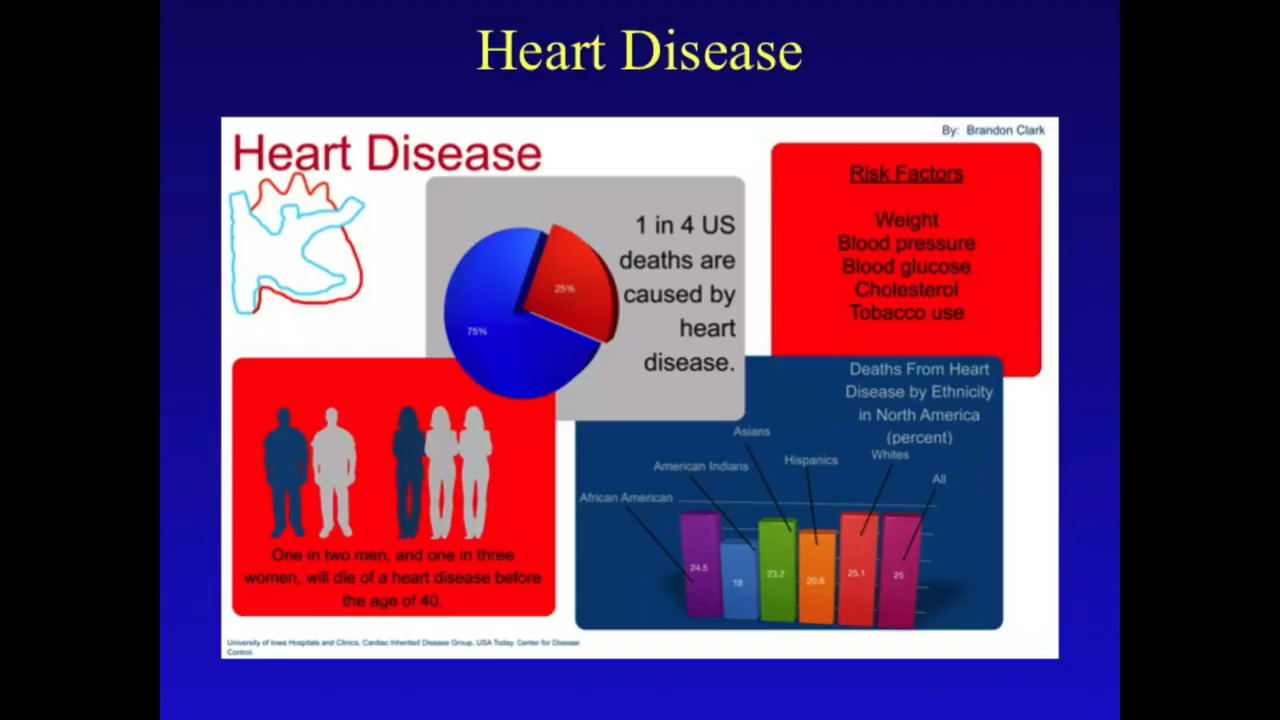 Heart Disease
By: Brandon Clark
Heart Disease
1 in 4 US
deaths are
caused by
heart
disease.
25%
75%
Risk Factors
Weight
Blood pressure
Blood glucose
Cholesterol
Tobacco use
One in two men, and one in three
women, will die of a heart disease before
the age of 40.
Deaths From Heart
Disease by Ethnicity
in North America
(percent)
African American
American Indians
Asians
Hispanics
Whites
All
24.5
18
23.2
20.8
25.1
25
University of Iowa Hospitals and Clinics, Cardiac Inherited Disease Group, USA Today, Center for Disease
Control